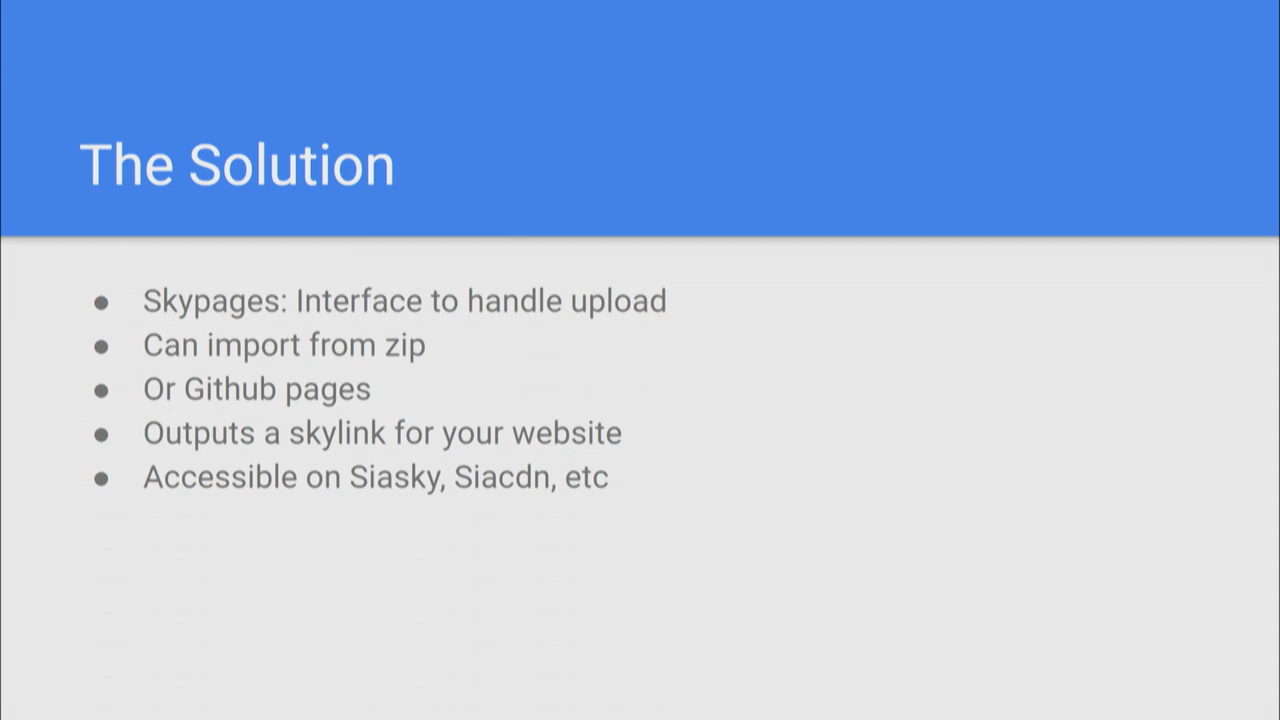 The Solution
● Skypages: Interface to handle upload
● Can import from zip
● Or Github pages
● Outputs a skylink for your website
● Accessible on Siasky, Siacdn, etc